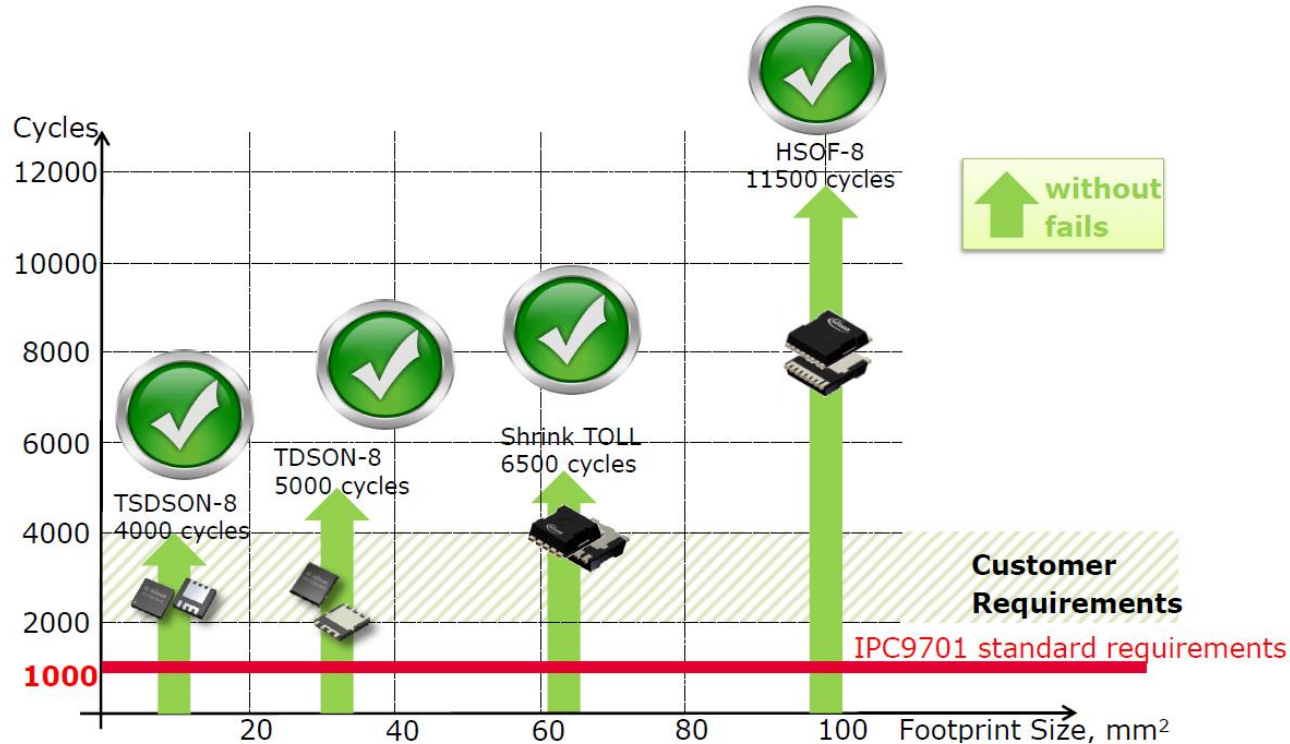 Cycles
12000
10000
8000
6000
4000
2000
1000
HSOF-8
11500 cycles
without
fails
Shrink TOLL
6500 cycles
TDSON-8
5000 cycles
TSDSON-8
4000 cycles
Customer
Requirements
IPC9701 standard requirements
20
40
60
80
100
Footprint Size, mm²